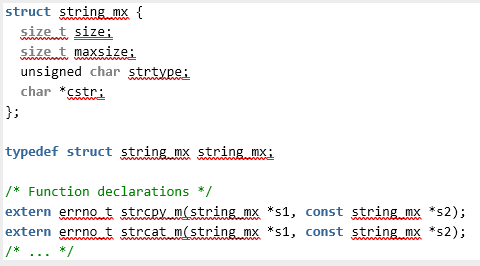 struct string_mx {
  size_t size;
  size_t maxsize;
  unsigned char strtype;
  char *cstr;
};

typedef struct string_mx string_mx;

/* Function declarations */
extern errno_t strcpy_m(string_mx *s1, const string_mx *s2);
extern errno_t strcat_m(string_mx *s1, const string_mx *s2);
/* ... */